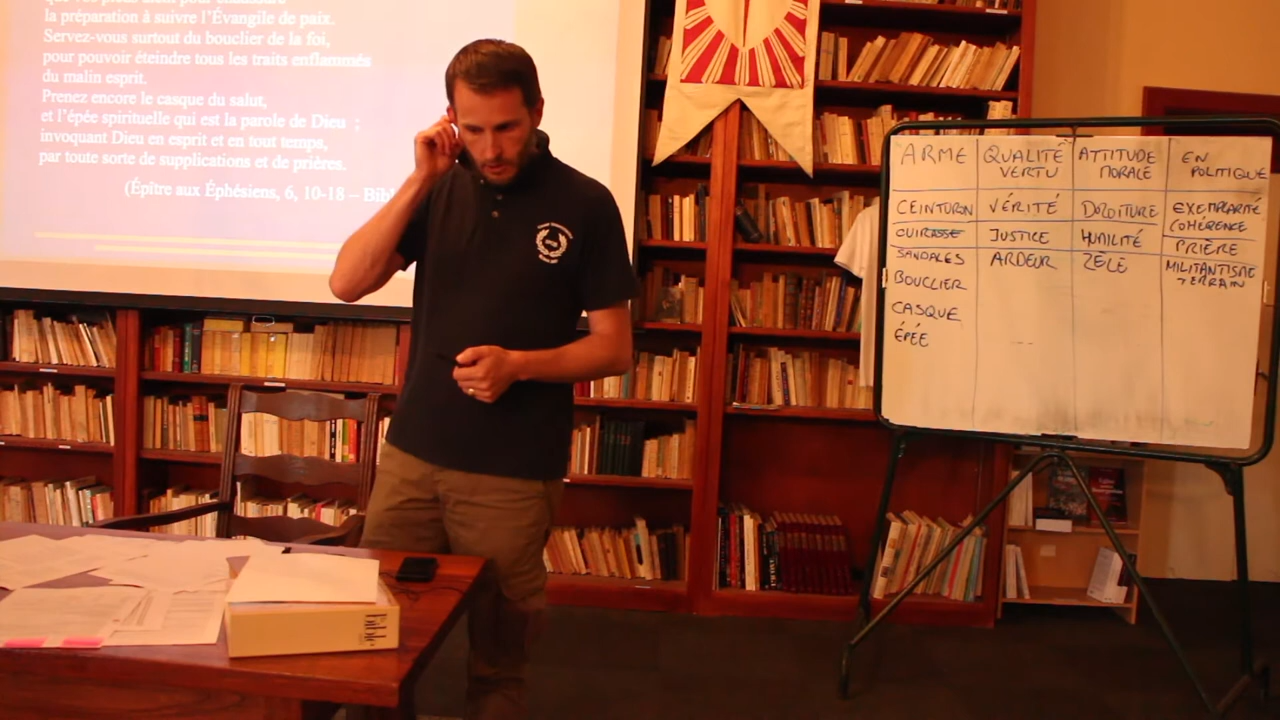 la préparation à suivre l'Évangile de paix.
Servez-vous surtout du bouclier de la foi,
pour pouvoir éteindre tous les traits enflammés
du malin esprit.
Prenez encore le casque du salut,
et l'épée spirituelle qui est la parole de Dieu ;
invoquant Dieu en esprit et en tout temps,
par toute sorte de supplications et de prières.
(Épître aux Éphésiens, 6, 10-18 – Bibl
ARME QUALITÉ VERTU ATTITUDE MORALE EN POLITIQUE
CEINTURON VÉRITÉ DROITURE EXEMPLARITÉ COHÉRENCE
CUIRASSE JUSTICE HUMILITÉ PRIÈRE
SANDALES ARDEUR ZÈLE MILITANTISME TERRAIN
BOUCLIER
CASQUE
ÉPÉE
Bible